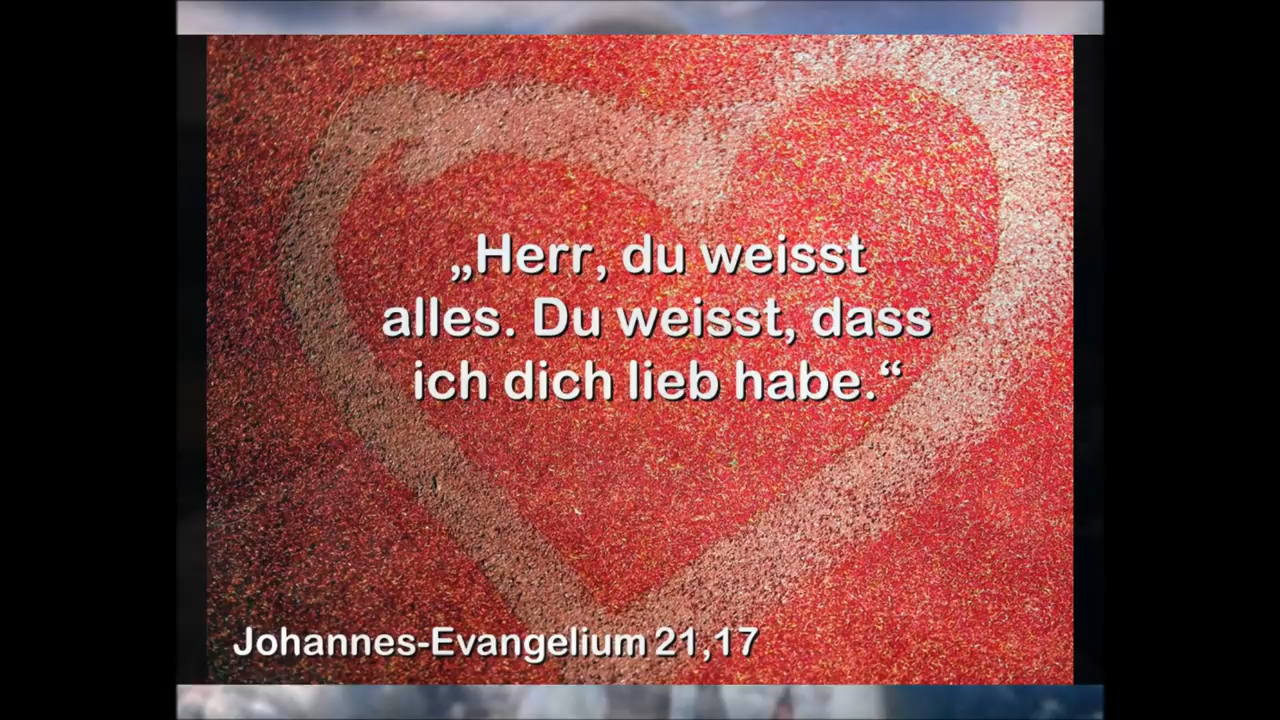 „Herr, du weisst
alles. Du weisst, dass
ich dich lieb habe.“
Johannes-Evangelium 21,17